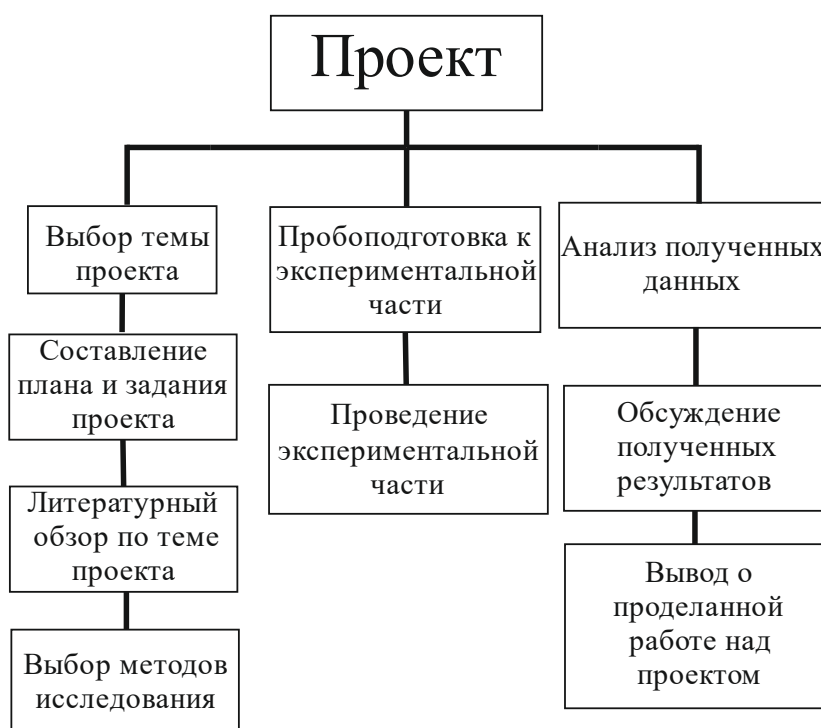 Проект
Выбор темы
проекта
Составление
плана и задания
проекта
Литературный
обзор по теме
проекта
Выбор методов
исследования
Пробоподготовка к
экспериментальной
части
Проведение
экспериментальной
части
Анализ полученных
данных
Обсуждение
полученных
результатов
Вывод о
проделанной
работе над
проектом